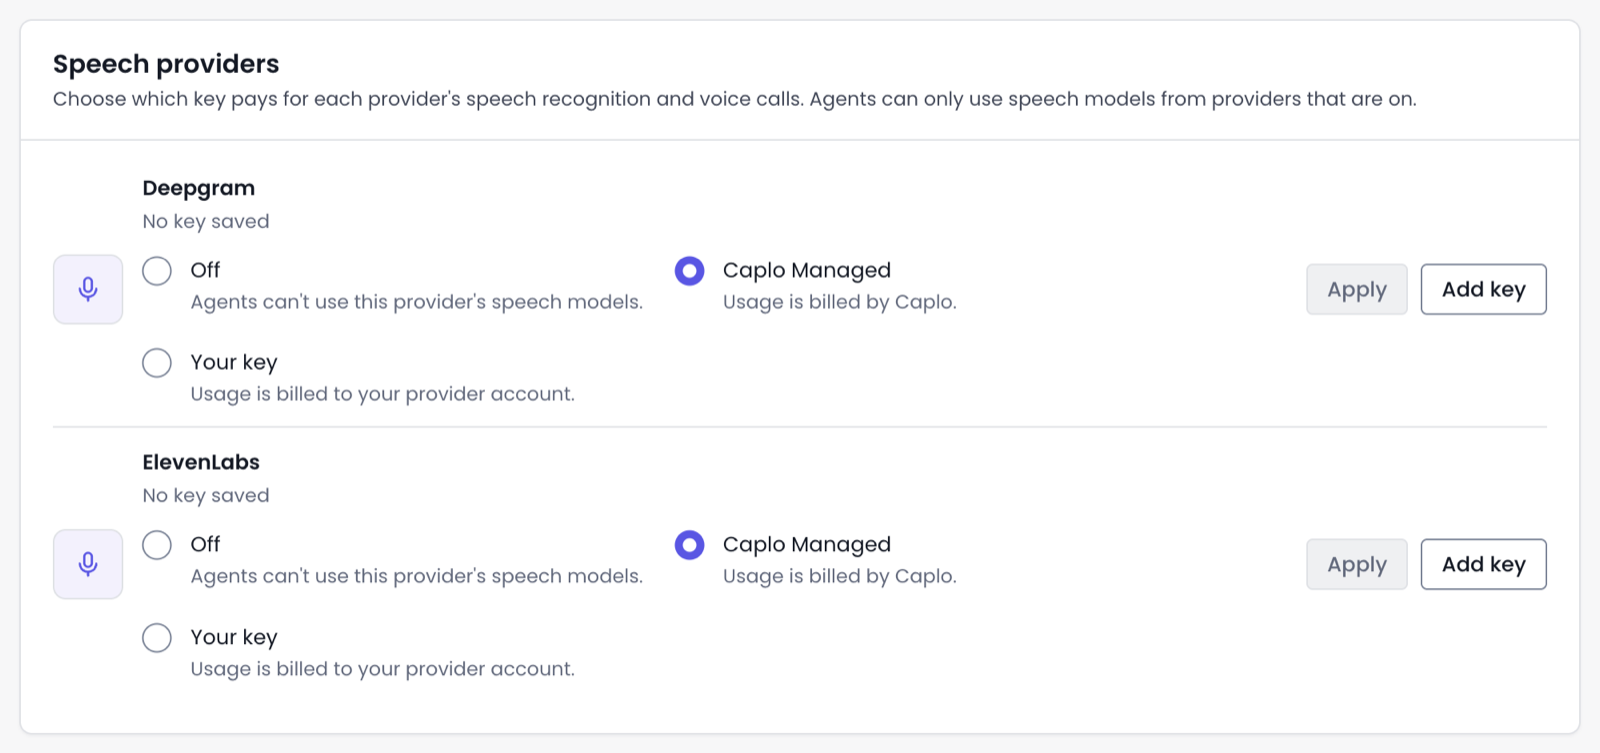 Speech providers
Choose which key pays for each provider's speech recognition and voice calls. Agents can only use speech models from providers that are on.
Deepgram
No key saved
Off
Agents can't use this provider's speech models.
Caplo Managed
Usage is billed by Caplo.
Apply
Add key
Your key
Usage is billed to your provider account.
ElevenLabs
No key saved
Off
Agents can't use this provider's speech models.
Caplo Managed
Usage is billed by Caplo.
Apply
Add key
Your key
Usage is billed to your provider account.